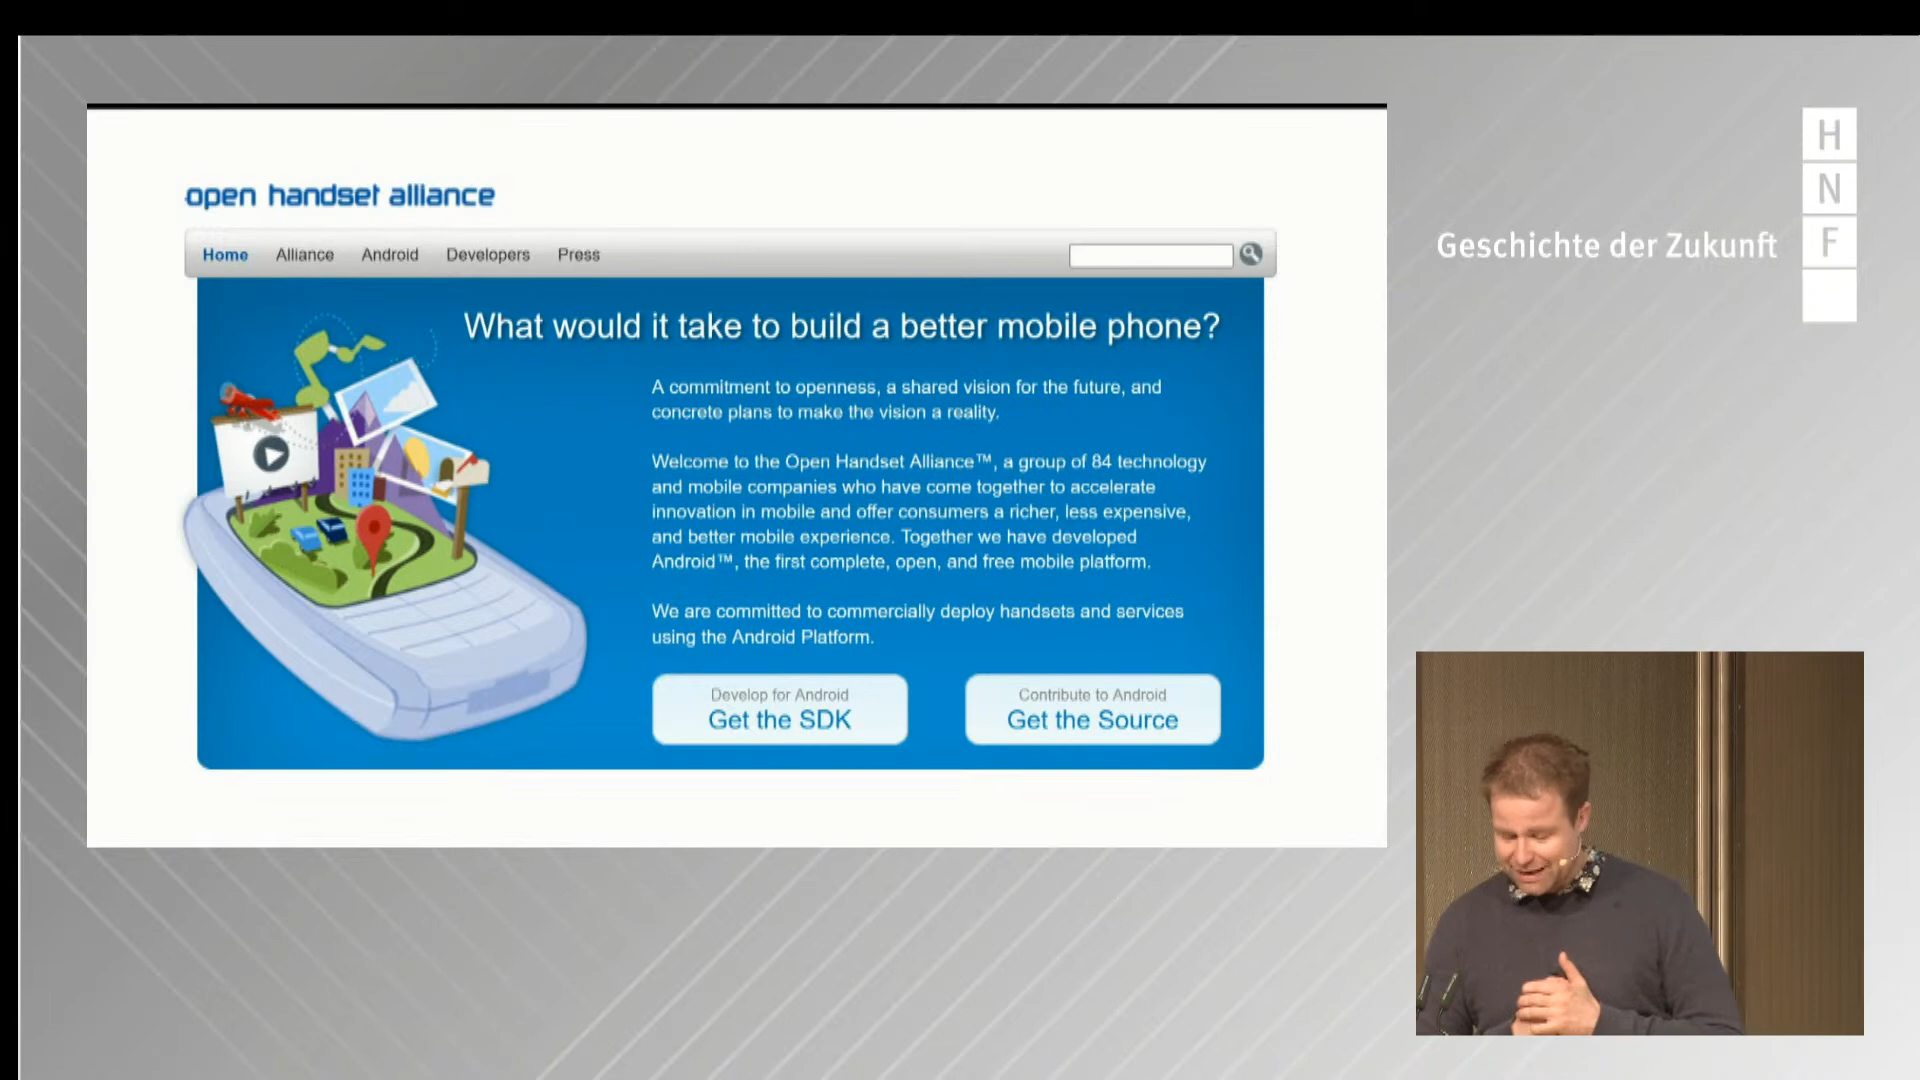 open handset alliance
Home Alliance Android Developers Press
What would it take to build a better mobile phone?
A commitment to openness, a shared vision for the future, and
concrete plans to make the vision a reality.
Welcome to the Open Handset Alliance™, a group of 84 technology
and mobile companies who have come together to accelerate
innovation in mobile and offer consumers a richer, less expensive,
and better mobile experience. Together we have developed
Android™, the first complete, open, and free mobile platform.
We are committed to commercially deploy handsets and services
using the Android Platform.
Develop for Android
Get the SDK
Contribute to Android
Get the Source
Geschichte der Zukunft
H
N
F